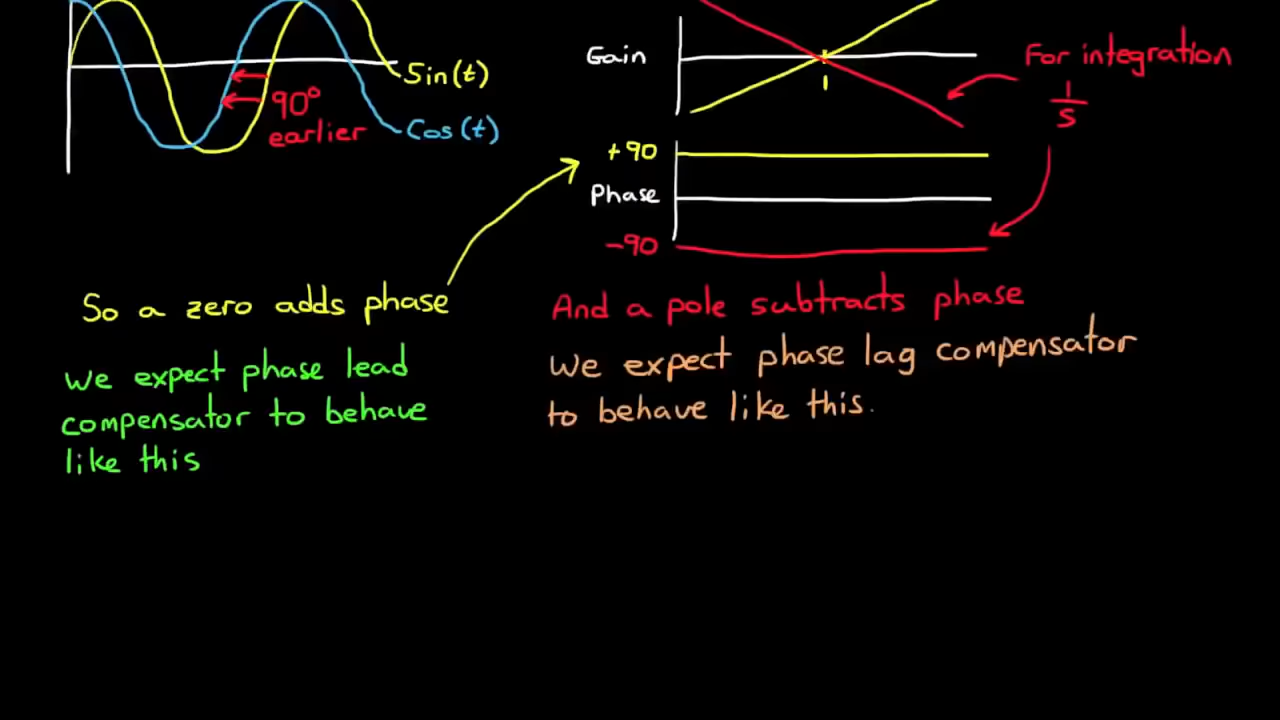 Sin(t)
90°
earlier
Cos(t)
Gain
1
For integration
1
S
+90
Phase
-90
So a zero adds phase
We expect phase lead
compensator to behave
like this
And a pole subtracts phase
We expect phase lag compensator
to behave like this.